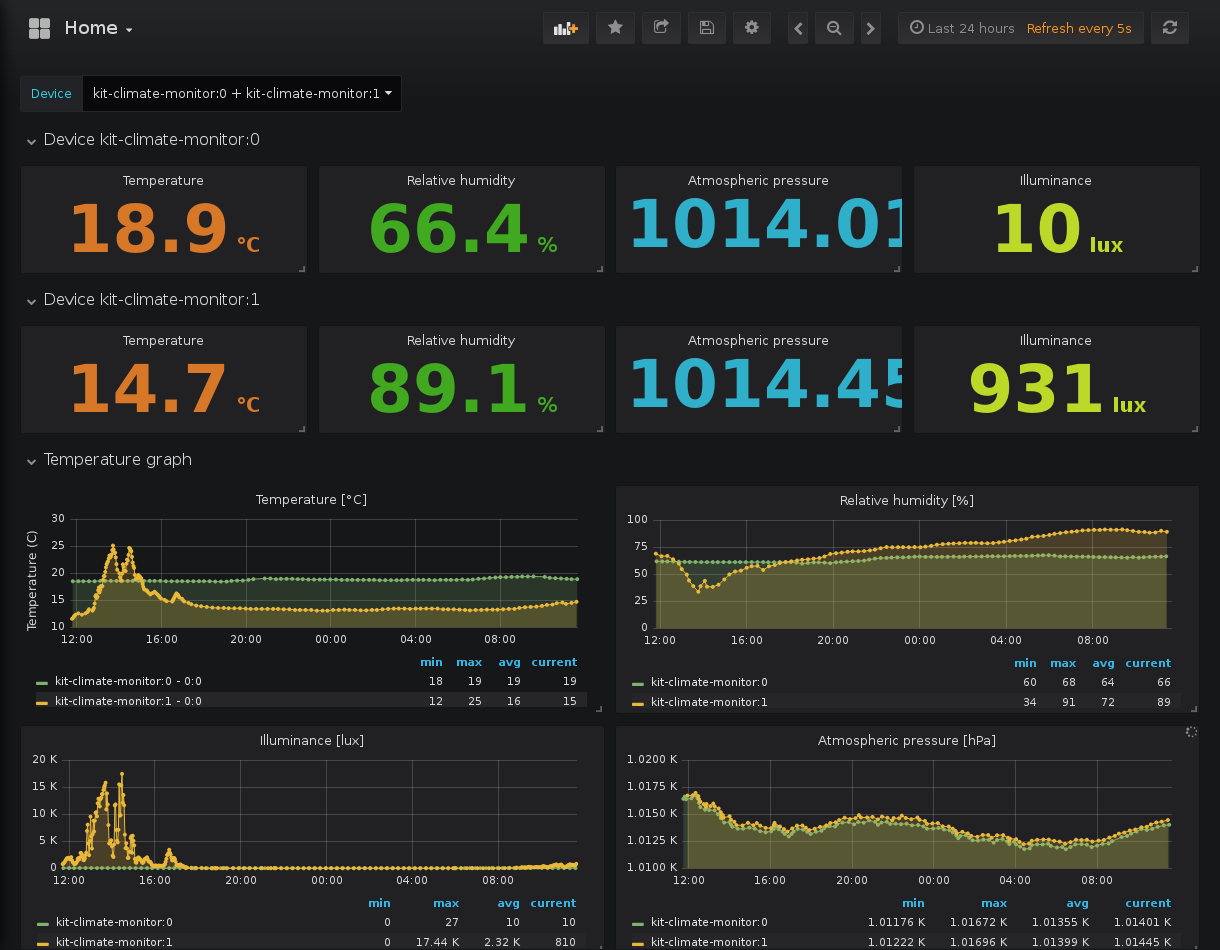 Home
Last 24 hours Refresh every 5s
Device kit-climate-monitor:0 + kit-climate-monitor:1
Device kit-climate-monitor:0
Temperature Relative humidity Atmospheric pressure Illuminance
18.9 °C 66.4 % 1014.01 10 lux
Device kit-climate-monitor:1
Temperature Relative humidity Atmospheric pressure Illuminance
14.7 °C 89.1 % 1014.45 931 lux
Temperature graph
Temperature [°C]
Temperature (C)
30
25
20
15
10
12:00 16:00 20:00 00:00 04:00 08:00
min max avg current
kit-climate-monitor:0 - 0:0 18 19 19 19
kit-climate-monitor:1 - 0:0 12 25 16 15
Relative humidity [%]
100
75
50
25
0
12:00 16:00 20:00 00:00 04:00 08:00
min max avg current
kit-climate-monitor:0 60 68 64 66
kit-climate-monitor:1 34 91 72 89
Illuminance [lux]
20 K
15 K
10 K
5 K
0
12:00 16:00 20:00 00:00 04:00 08:00
min max avg current
kit-climate-monitor:0 0 27 10 10
kit-climate-monitor:1 0 17.44 K 2.32 K 810
Atmospheric pressure [hPa]
1.0200 K
1.0175 K
1.0150 K
1.0125 K
1.0100 K
12:00 16:00 20:00 00:00 04:00 08:00
min max avg current
kit-climate-monitor:0 1.01176 K 1.01672 K 1.01355 K 1.01401 K
kit-climate-monitor:1 1.01222 K 1.01696 K 1.01399 K 1.01445 K